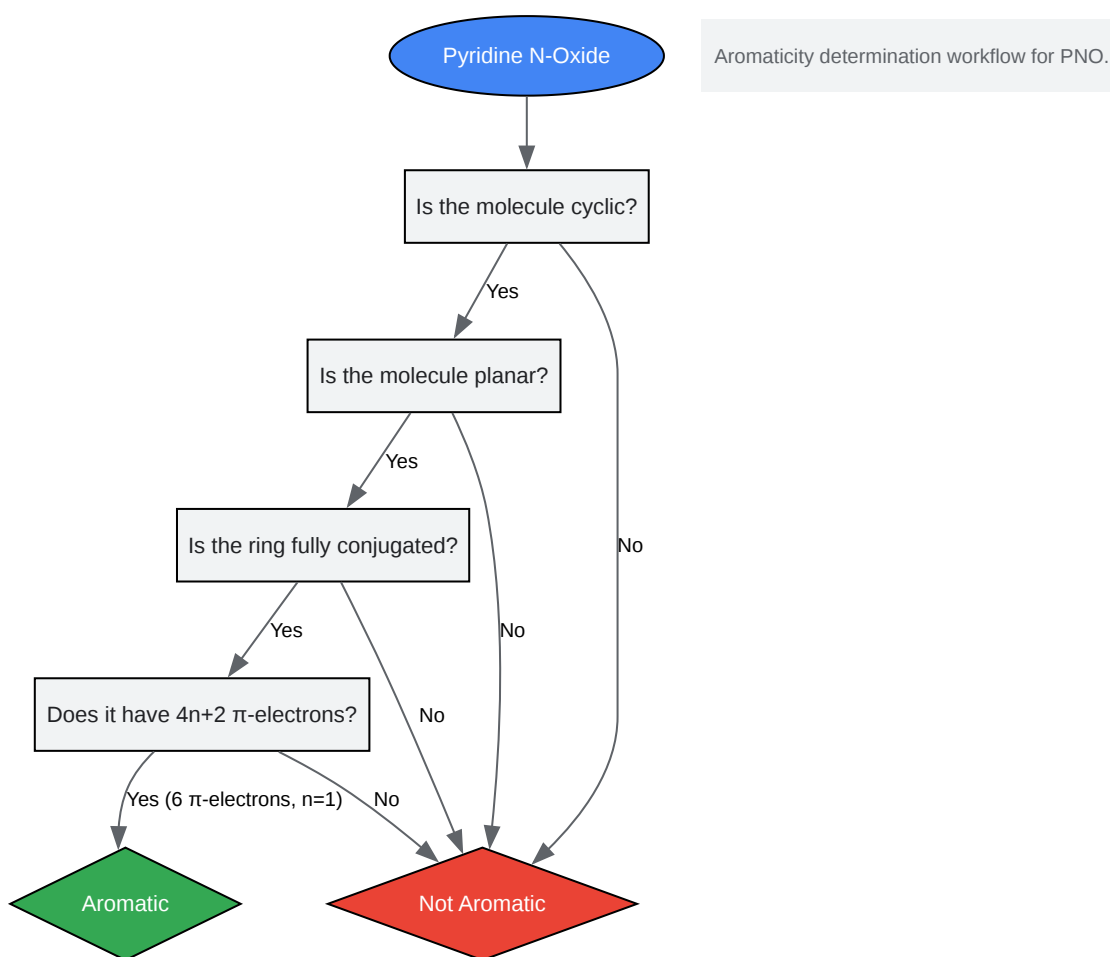 Pyridine N-Oxide
Aromaticity determination workflow for PNO.
Is the molecule cyclic?
Yes
Is the molecule planar?
Yes
Is the ring fully conjugated?
No
Yes
No
Does it have 4n+2 π-electrons?
No
Yes (6 π-electrons, n=1)
No
Aromatic
Not Aromatic